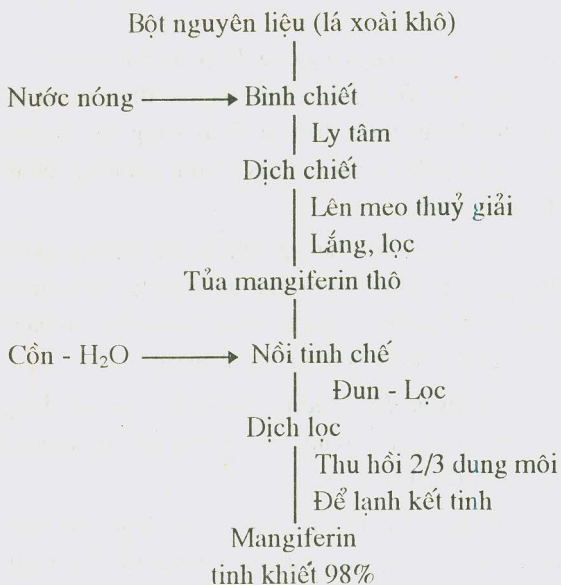 Bột nguyên liệu (lá xoài khô)
Nước nóng Bình chiết
Ly tâm
Dịch chiết
Lên meo thuỷ giải
Lắng, lọc
Tủa mangiferin thô
Cồn - H₂O Nồi tinh chế
Đun - Lọc
Dịch lọc
Thu hồi 2/3 dung môi
Để lạnh kết tinh
Mangiferin
tinh khiết 98%